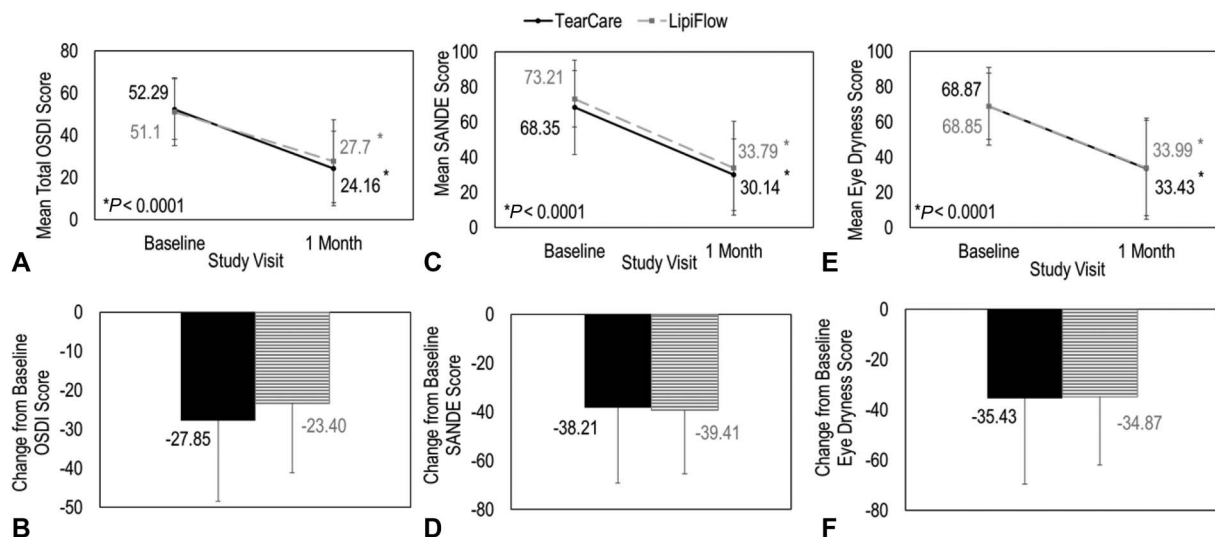 TearCare LipiFlow
Mean Total OSDI Score
80
60
40
20
0
52.29
51.1
27.7 *
24.16 *
*P < 0.0001
Baseline
1 Month
Study Visit
A
Mean SANDE Score
100
80
60
40
20
0
73.21
68.35
33.79 *
30.14 *
*P < 0.0001
Baseline
1 Month
Study Visit
C
Mean Eye Dryness Score
100
80
60
40
20
0
68.87
68.85
33.99 *
33.43 *
*P < 0.0001
Baseline
1 Month
Study Visit
E
Change from Baseline
OSDI Score
0
-10
-20
-30
-40
-50
-27.85
-23.40
B
Change from Baseline
SANDE Score
0
-20
-40
-60
-80
-38.21
-39.41
D
Change from Baseline
Eye Dryness Score
0
-20
-40
-60
-80
-35.43
-34.87
F